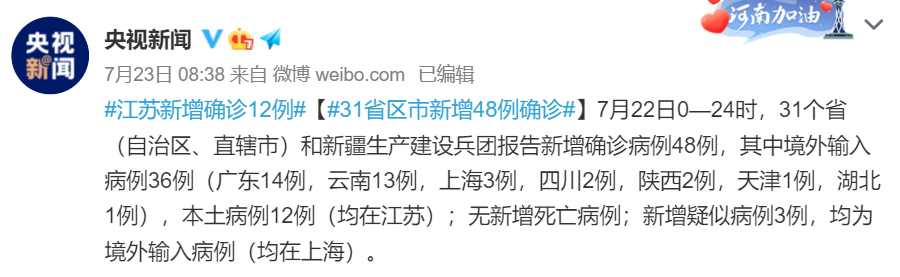 河南加油
央视新闻
央视新闻
7月23日 08:38 来自 微博 weibo.com 已编辑
#江苏新增确诊12例#【#31省区市新增48例确诊#】7月22日0—24时，31个省
（自治区、直辖市）和新疆生产建设兵团报告新增确诊病例48例，其中境外输入
病例36例（广东14例，云南13例，上海3例，四川2例，陕西2例，天津1例，湖北
1例），本土病例12例（均在江苏）；无新增死亡病例；新增疑似病例3例，均为
境外输入病例（均在上海）。